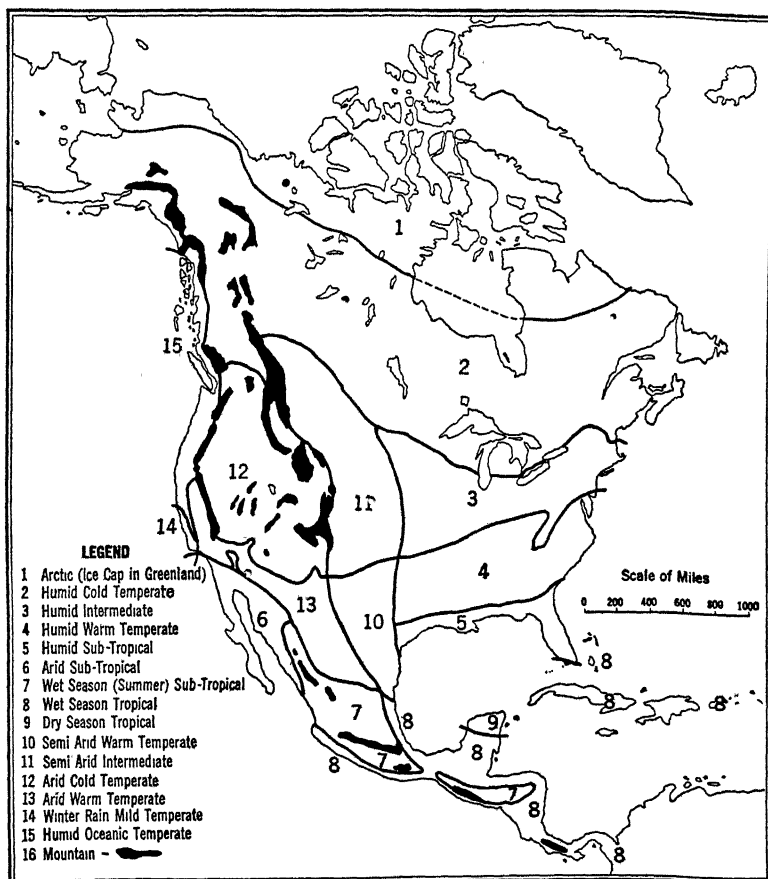 1
15
2
12
11
3
14
LEGEND
1 Arctic (Ice Cap in Greenland)
2 Humid Cold Temperate
3 Humid Intermediate
4 Humid Warm Temperate
5 Humid Sub-Tropical
6 Arid Sub-Tropical
7 Wet Season (Summer) Sub-Tropical
8 Wet Season Tropical
9 Dry Season Tropical
10 Semi Arid Warm Temperate
11 Semi Arid Intermediate
12 Arid Cold Temperate
13 Arid Warm Temperate
14 Winter Rain Mild Temperate
15 Humid Oceanic Temperate
16 Mountain -
4
Scale of Miles
0 200 400 600 800 1000
13
6
10
5
8
7
8
9
8
8
8
8
7
7
8
8